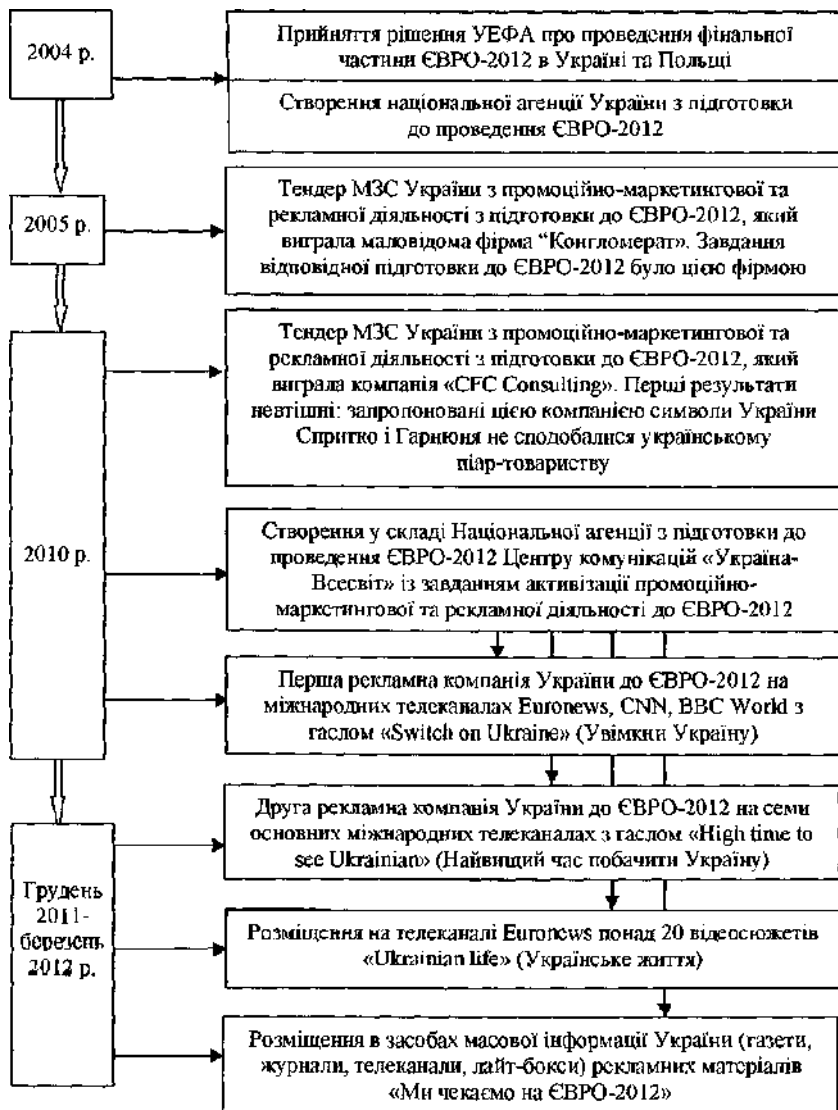 2004 р.
Прийняття рішення УЕФА про проведення фінальної
частини ЄВРО-2012 в Україні та Польщі
Створення національної агенції України з підготовки
до проведення ЄВРО-2012
2005 р.
Тендер МЗС України з промоційно-маркетингової та
рекламної діяльності з підготовки до ЄВРО-2012, який
виграла маловідома фірма “Конгломерат». Завдання
відповідної підготовки до ЄВРО-2012 було цією фірмою
2010 р.
Тендер МЗС України з промоційно-маркетингової та
рекламної діяльності з підготовки до ЄВРО-2012, який
виграла компанія «CFC Consulting». Перші результати
невтішні: запропоновані цією компанією символи України
Спритко і Гарнюня не сподобалися українському
піар-товариству
Створення у складі Національної агенції з підготовки до
проведення ЄВРО-2012 Центру комунікацій «Україна-
Всесвіт» із завданням активізації промоційно-
маркетингової та рекламної діяльності до ЄВРО-2012
Перша рекламна компанія України до ЄВРО-2012 на
міжнародних телеканалах Euronews, CNN, BBC World з
гаслом «Switch on Ukraine» (Увімкни Україну)
Грудень
2011-
березень
2012 р.
Друга рекламна компанія України до ЄВРО-2012 на семи
основних міжнародних телеканалах з гаслом «High time to
see Ukrainian» (Найвищий час побачити Україну)
Розміщення на телеканалі Euronews понад 20 відеосюжетів
«Ukrainian life» (Українське життя)
Розміщення в засобах масової інформації України (газети,
журнали, телеканали, лайт-бокси) рекламних матеріалів
«Ми чекаємо на ЄВРО-2012»